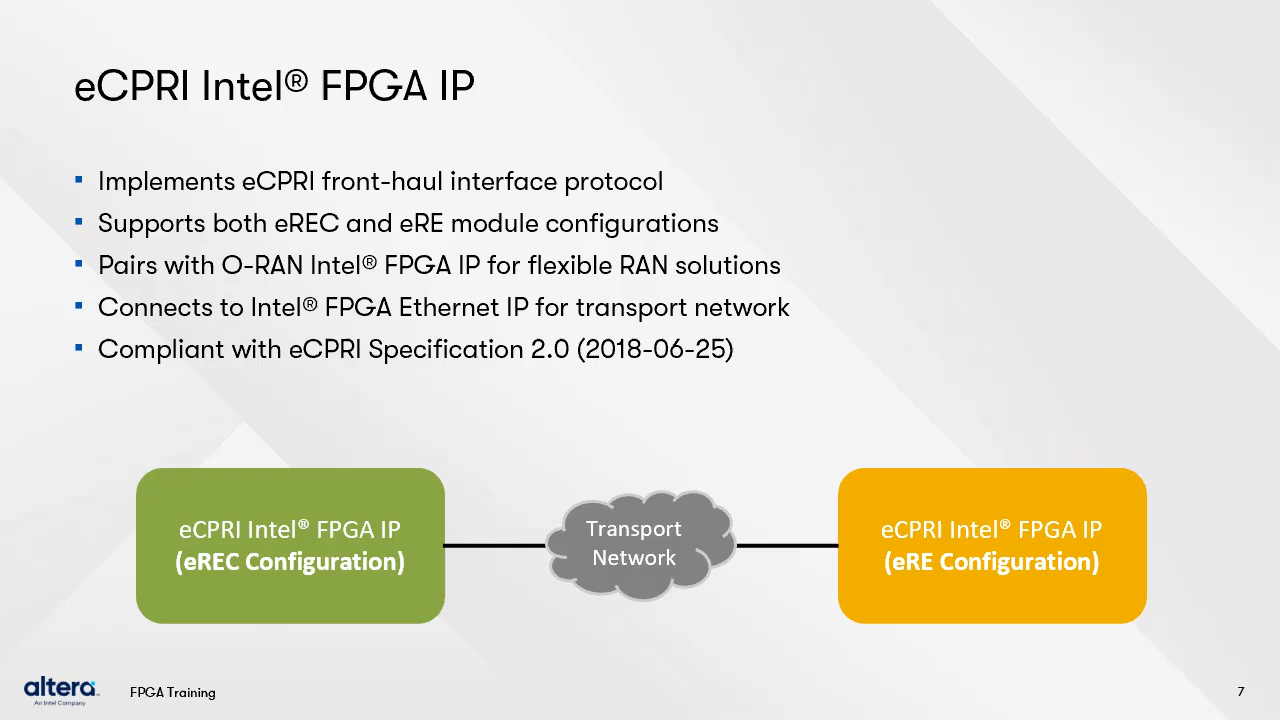 eCPRI Intel® FPGA IP
▪ Implements eCPRI front-haul interface protocol
▪ Supports both eREC and eRE module configurations
▪ Pairs with O-RAN Intel® FPGA IP for flexible RAN solutions
▪ Connects to Intel® FPGA Ethernet IP for transport network
▪ Compliant with eCPRI Specification 2.0 (2018-06-25)
eCPRI Intel® FPGA IP
(eREC Configuration)
Transport
Network
eCPRI Intel® FPGA IP
(eRE Configuration)
altera
An Intel Company
FPGA Training
7